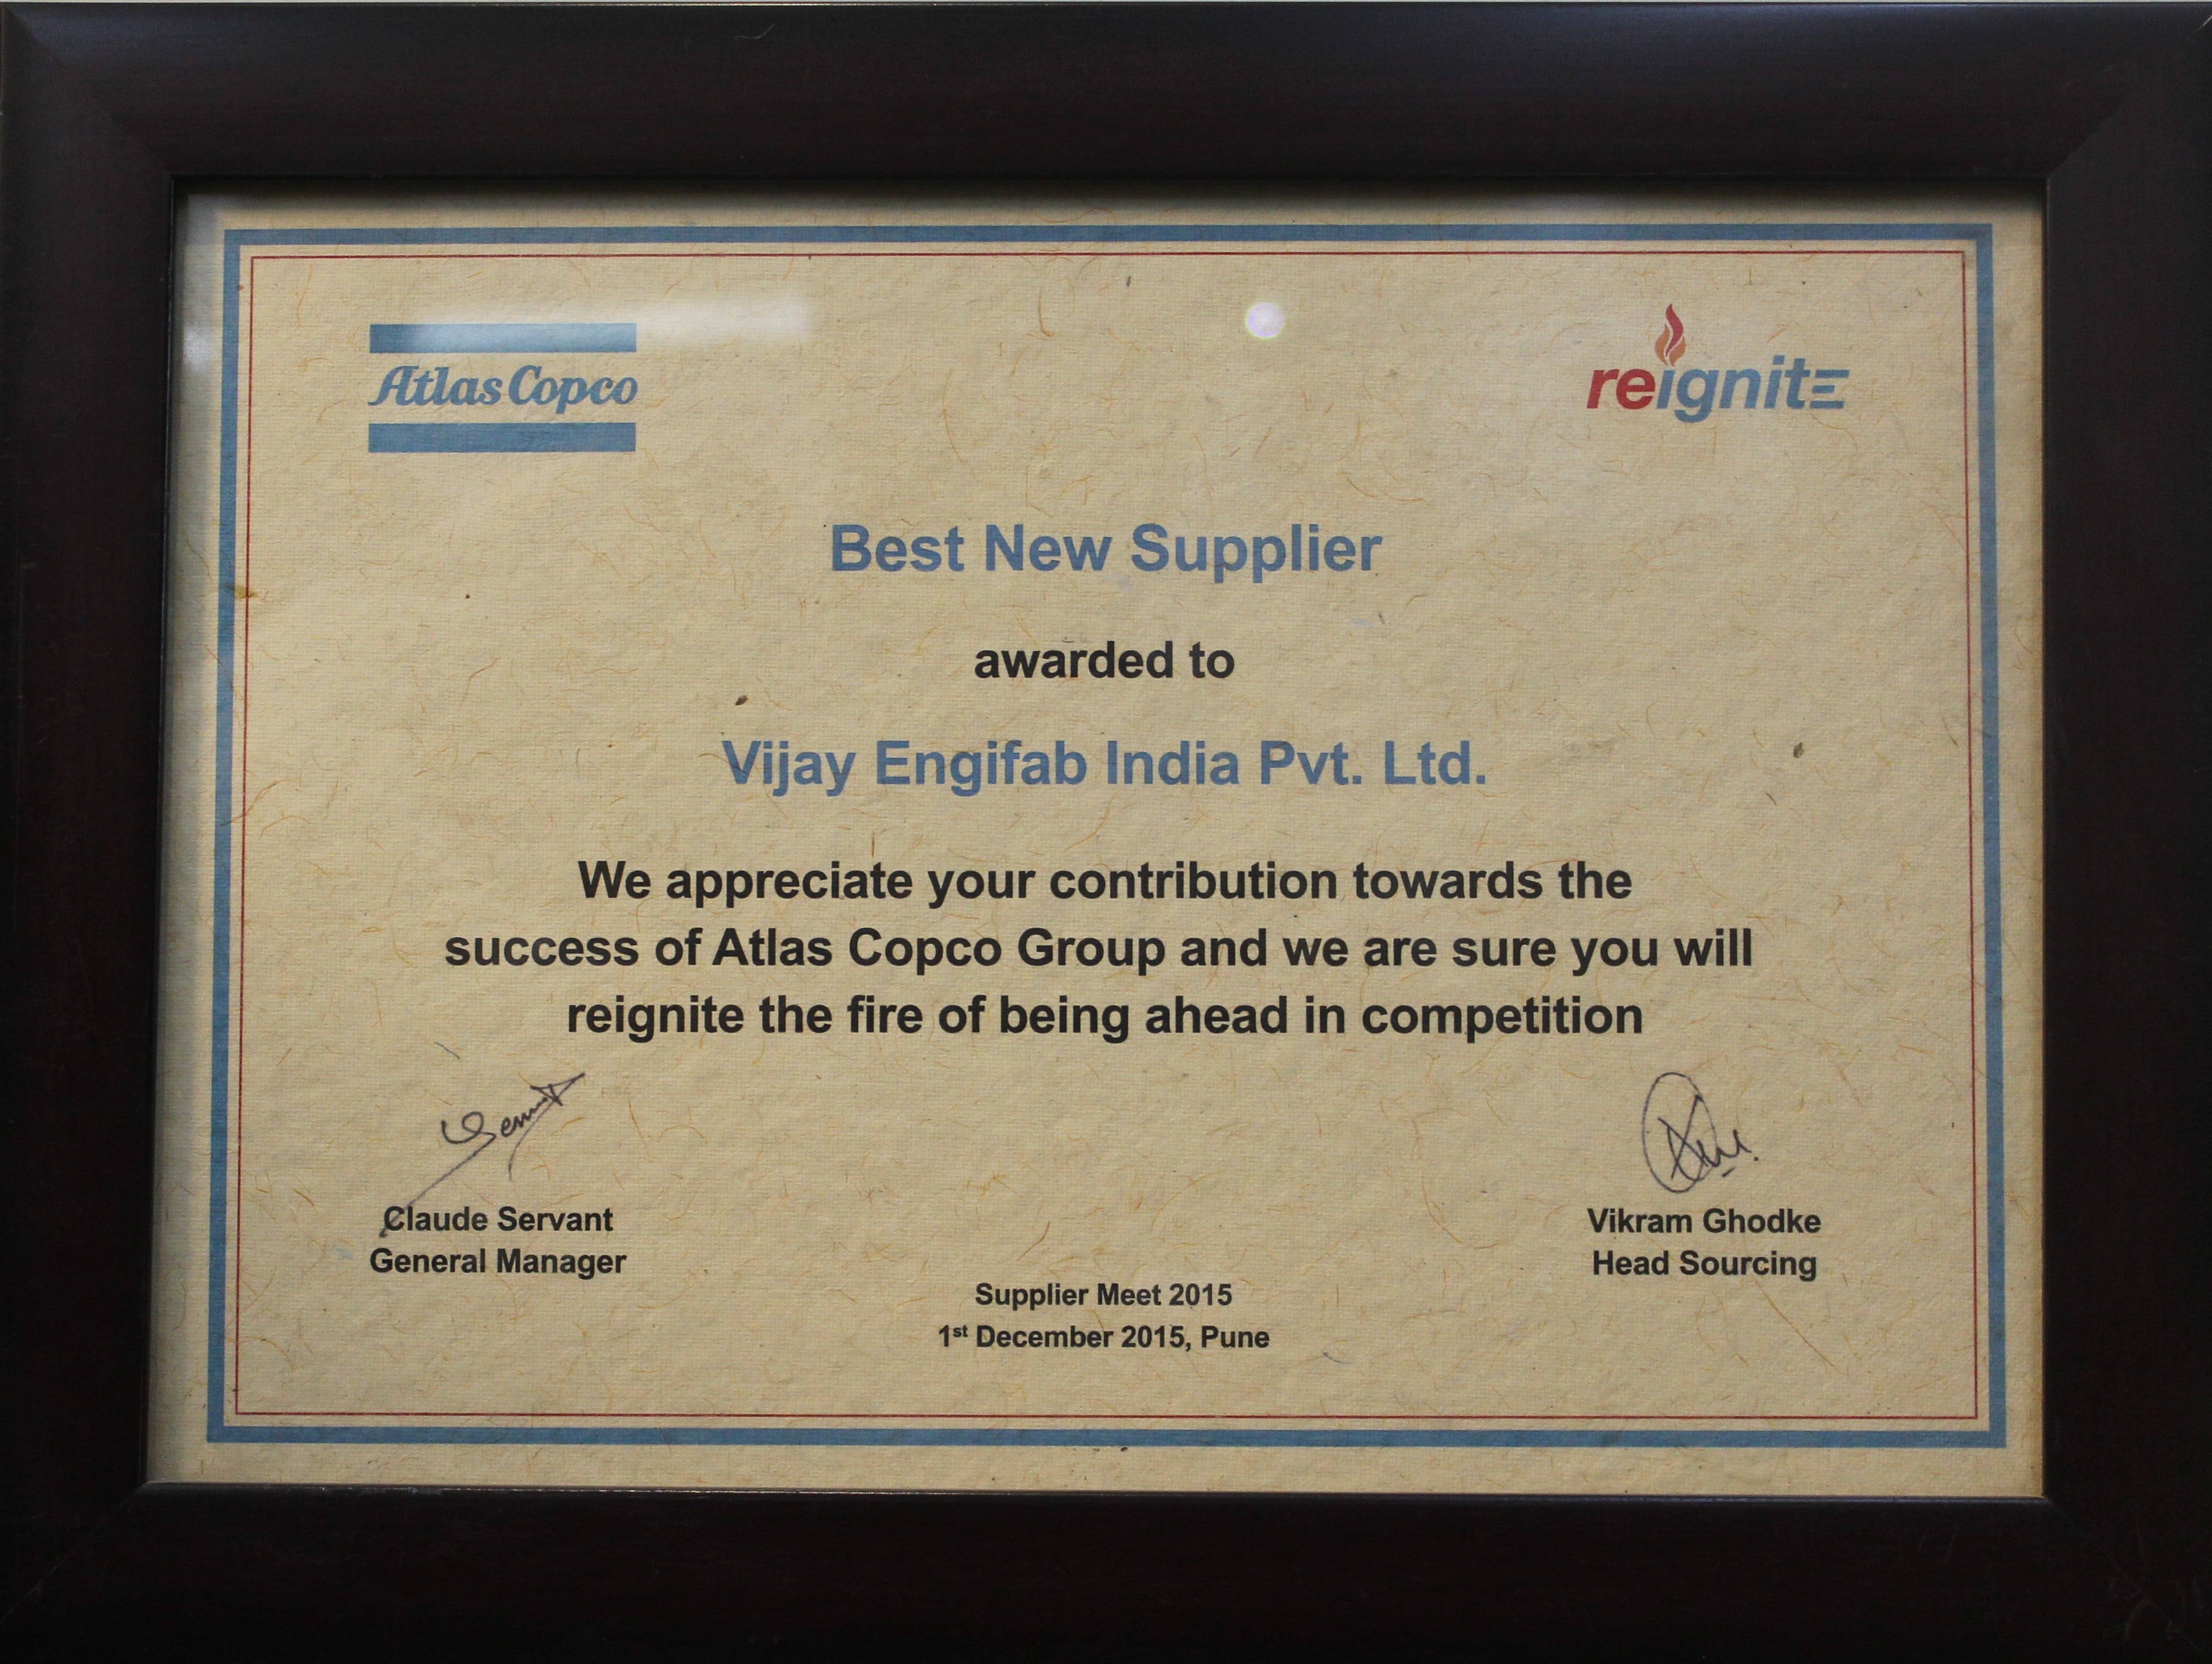 Atlas Copco
reignite
Best New Supplier
awarded to
Vijay Engifab India Pvt. Ltd.
We appreciate your contribution towards the
success of Atlas Copco Group and we are sure you will
reignite the fire of being ahead in competition
Claude Servant
General Manager
Vikram Ghodke
Head Sourcing
Supplier Meet 2015
1st December 2015, Pune